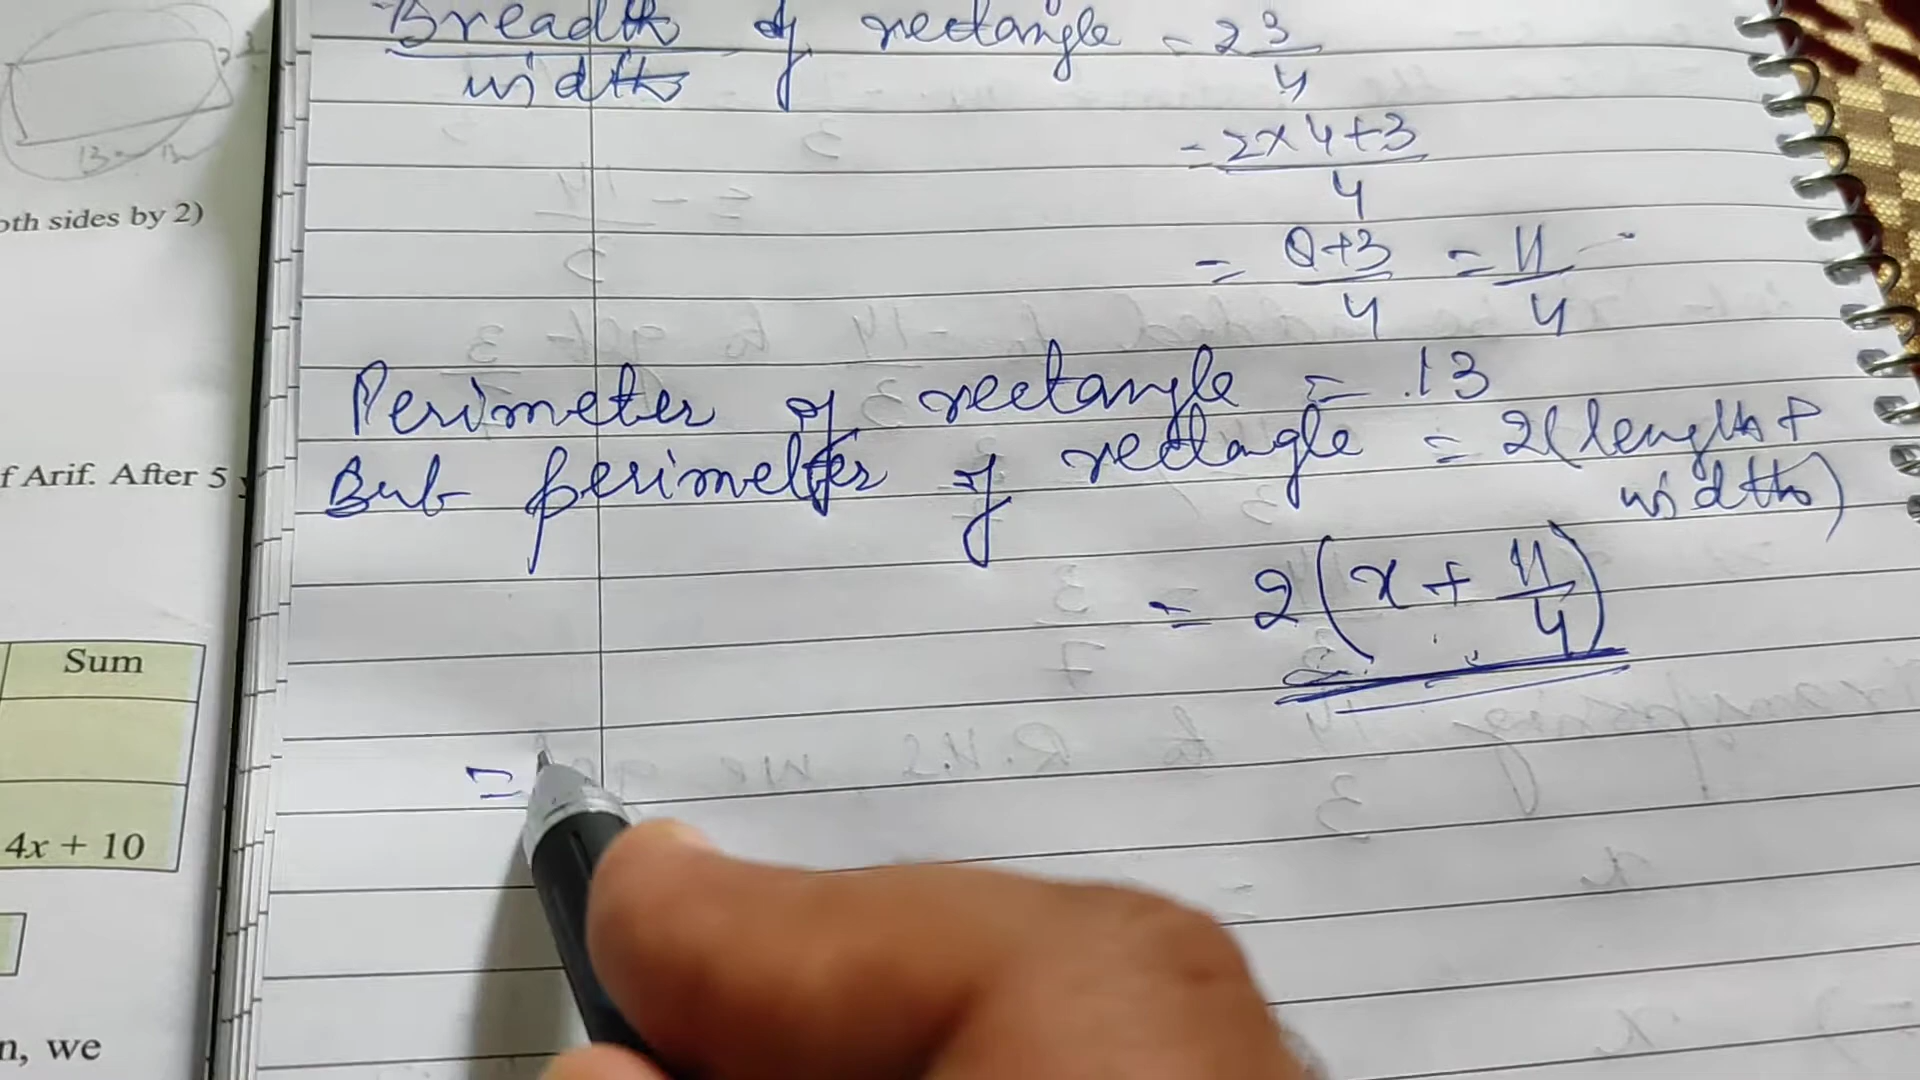 Breadth of rectangle = 2 3/4
width
= 2x4+3/4
= 8+3/4 = 11/4
Perimeter of rectangle = 13
But perimeter of rectangle = 2(length +
width)
= 2(x + 11/4)
=
13
oth sides by 2)
f Arif. After 5
Sum
4x + 10
n, we